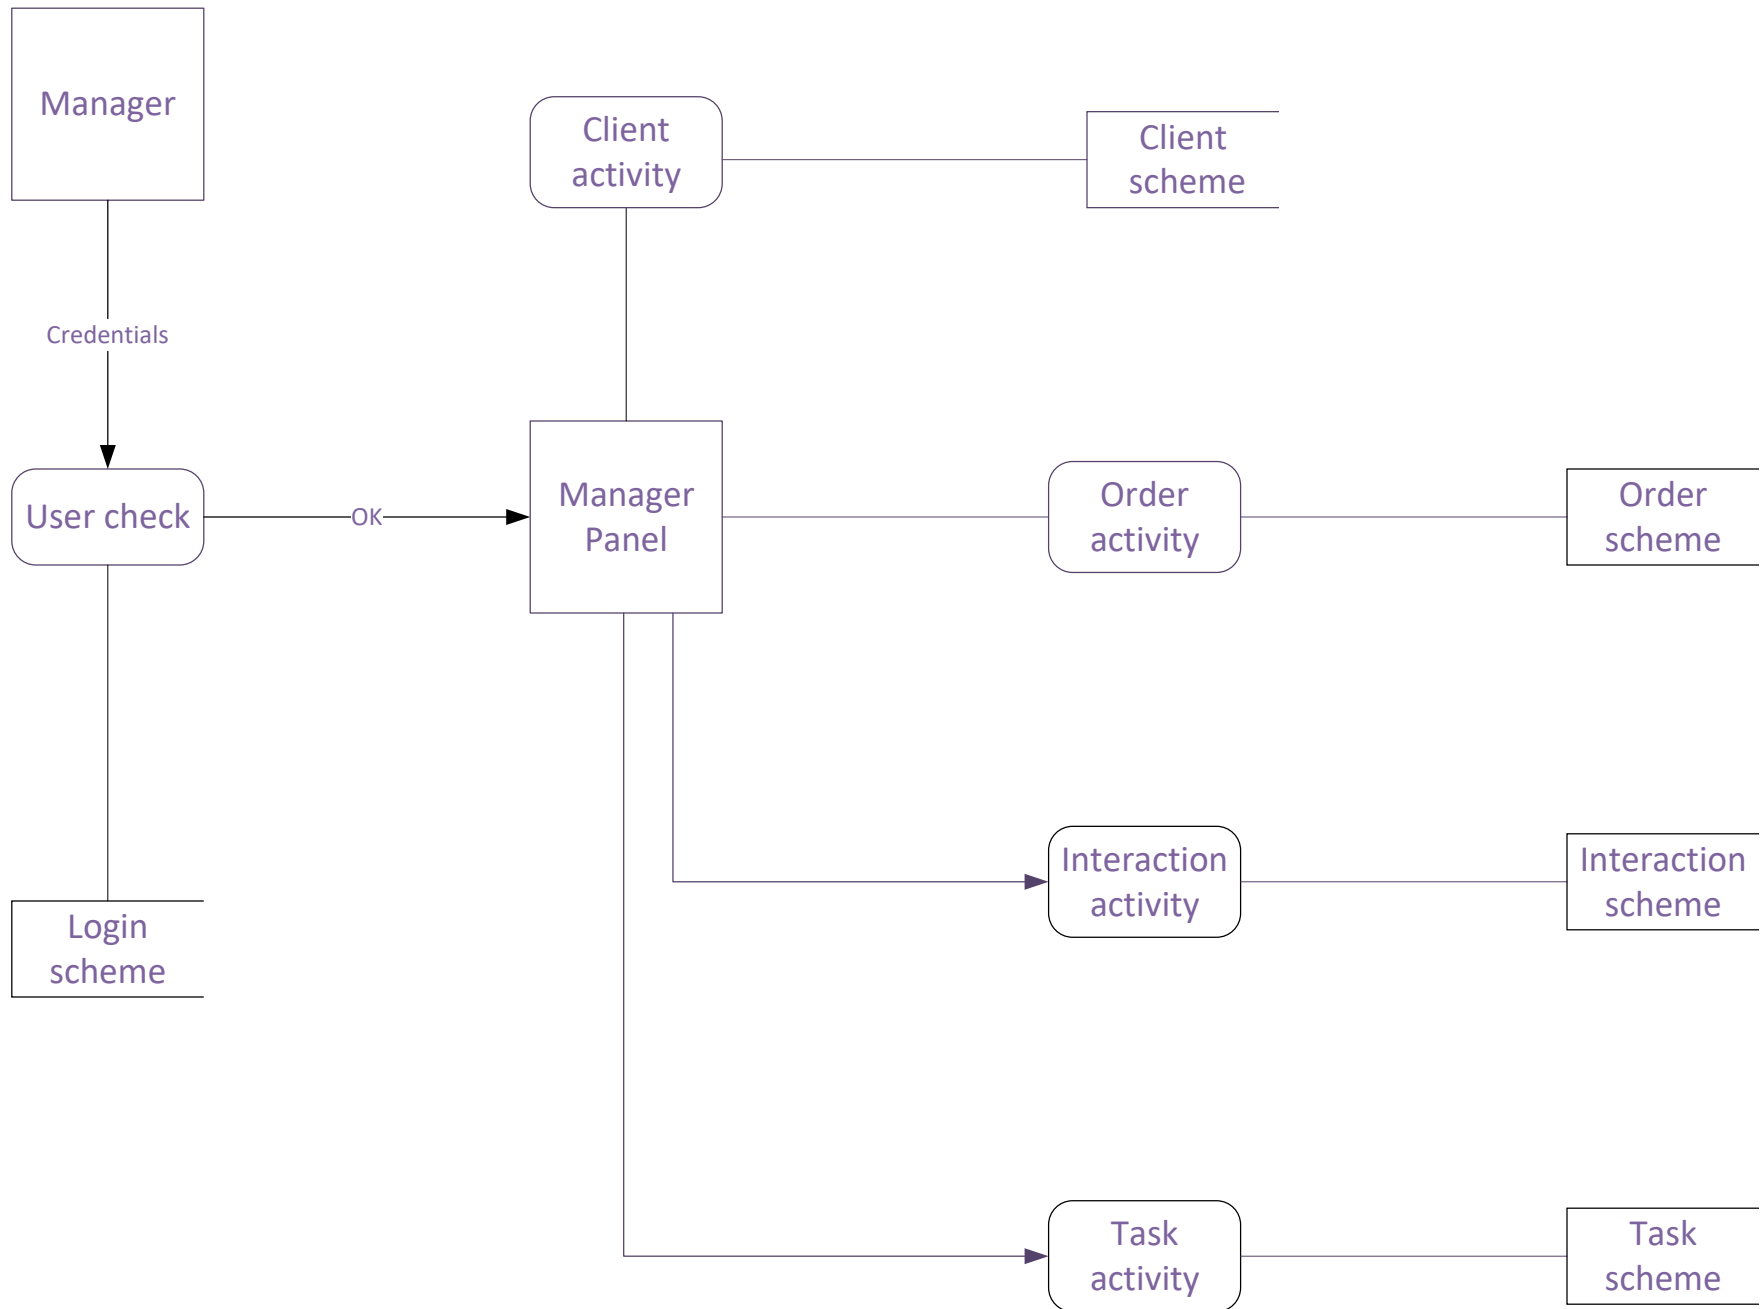 Manager
Client
activity
Client
scheme
Credentials
User check
OK
Manager
Panel
Order
activity
Order
scheme
Interaction
activity
Interaction
scheme
Login
scheme
Task
activity
Task
scheme